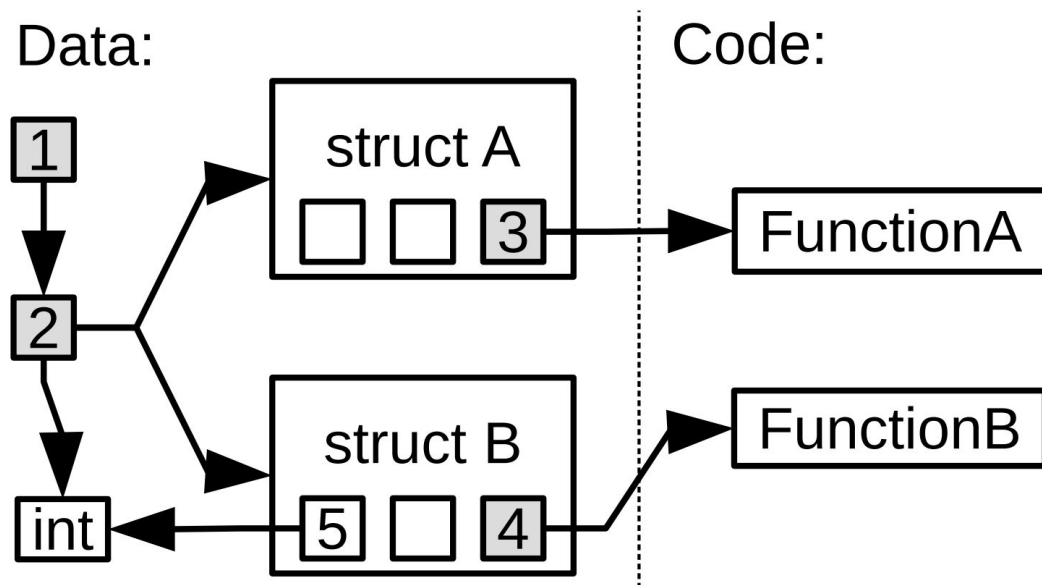 Data:
Code:
1
struct A
3
FunctionA
2
struct B
FunctionB
int
5
4